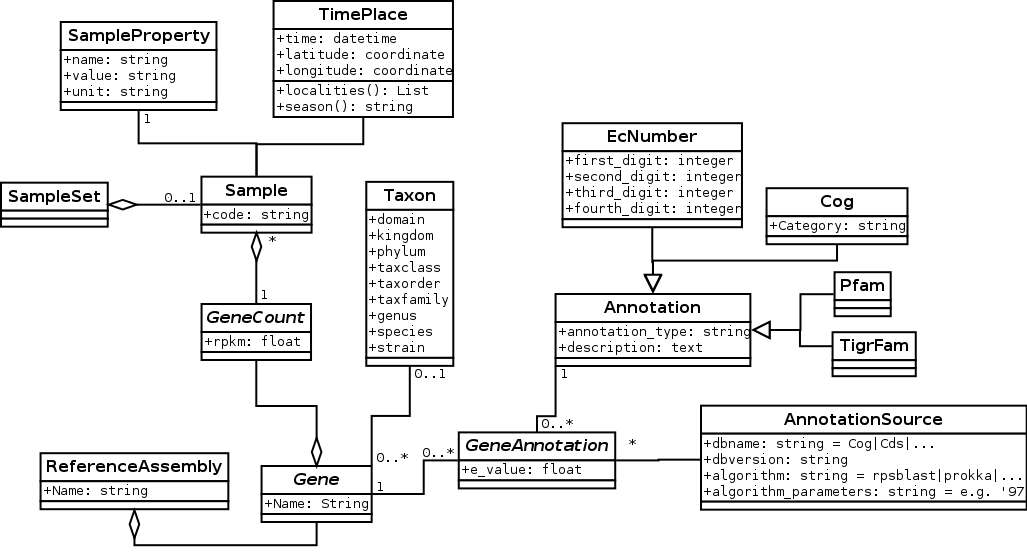 TimePlace
+time: datetime
+latitude: coordinate
+longitude: coordinate
+localities(): List
+season(): string
SampleProperty
+name: string
+value: string
+unit: string
1
EcNumber
+first_digit: integer
+second_digit: integer
+third_digit: integer
+fourth_digit: integer
SampleSet
0..1
Sample
+code: string
*
Taxon
+domain
+kingdom
+phylum
+taxclass
+taxorder
+taxfamily
+genus
+species
+strain
0..1
Cog
+Category: string
1
GeneCount
+rpkm: float
Annotation
+annotation_type: string
+description: text
1
Pfam
TigrFam
0..*
GeneAnnotation
+e_value: float
*
AnnotationSource
+dbname: string = Cog|Cds|...
+dbversion: string
+algorithm: string = rpsblast|prokka|...
+algorithm_parameters: string = e.g. '97
0..*
0..*
1
ReferenceAssembly
+Name: string
Gene
+Name: String